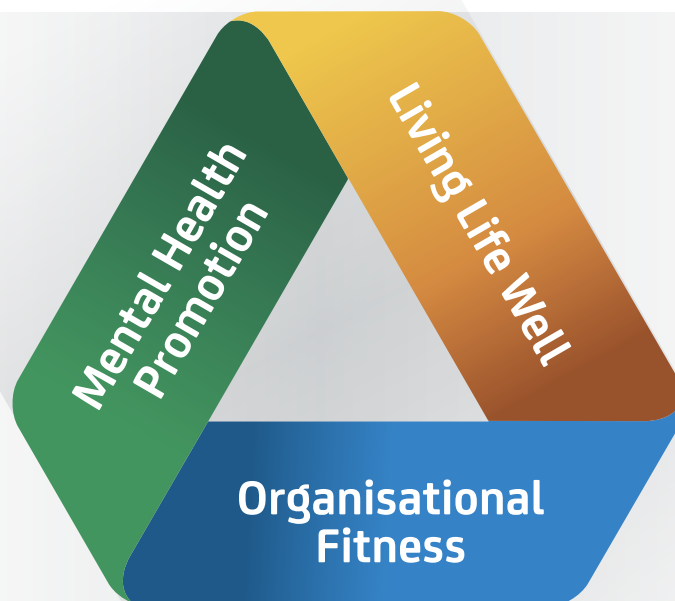 Mental Health
Promotion
Living Life Well
Organisational
Fitness